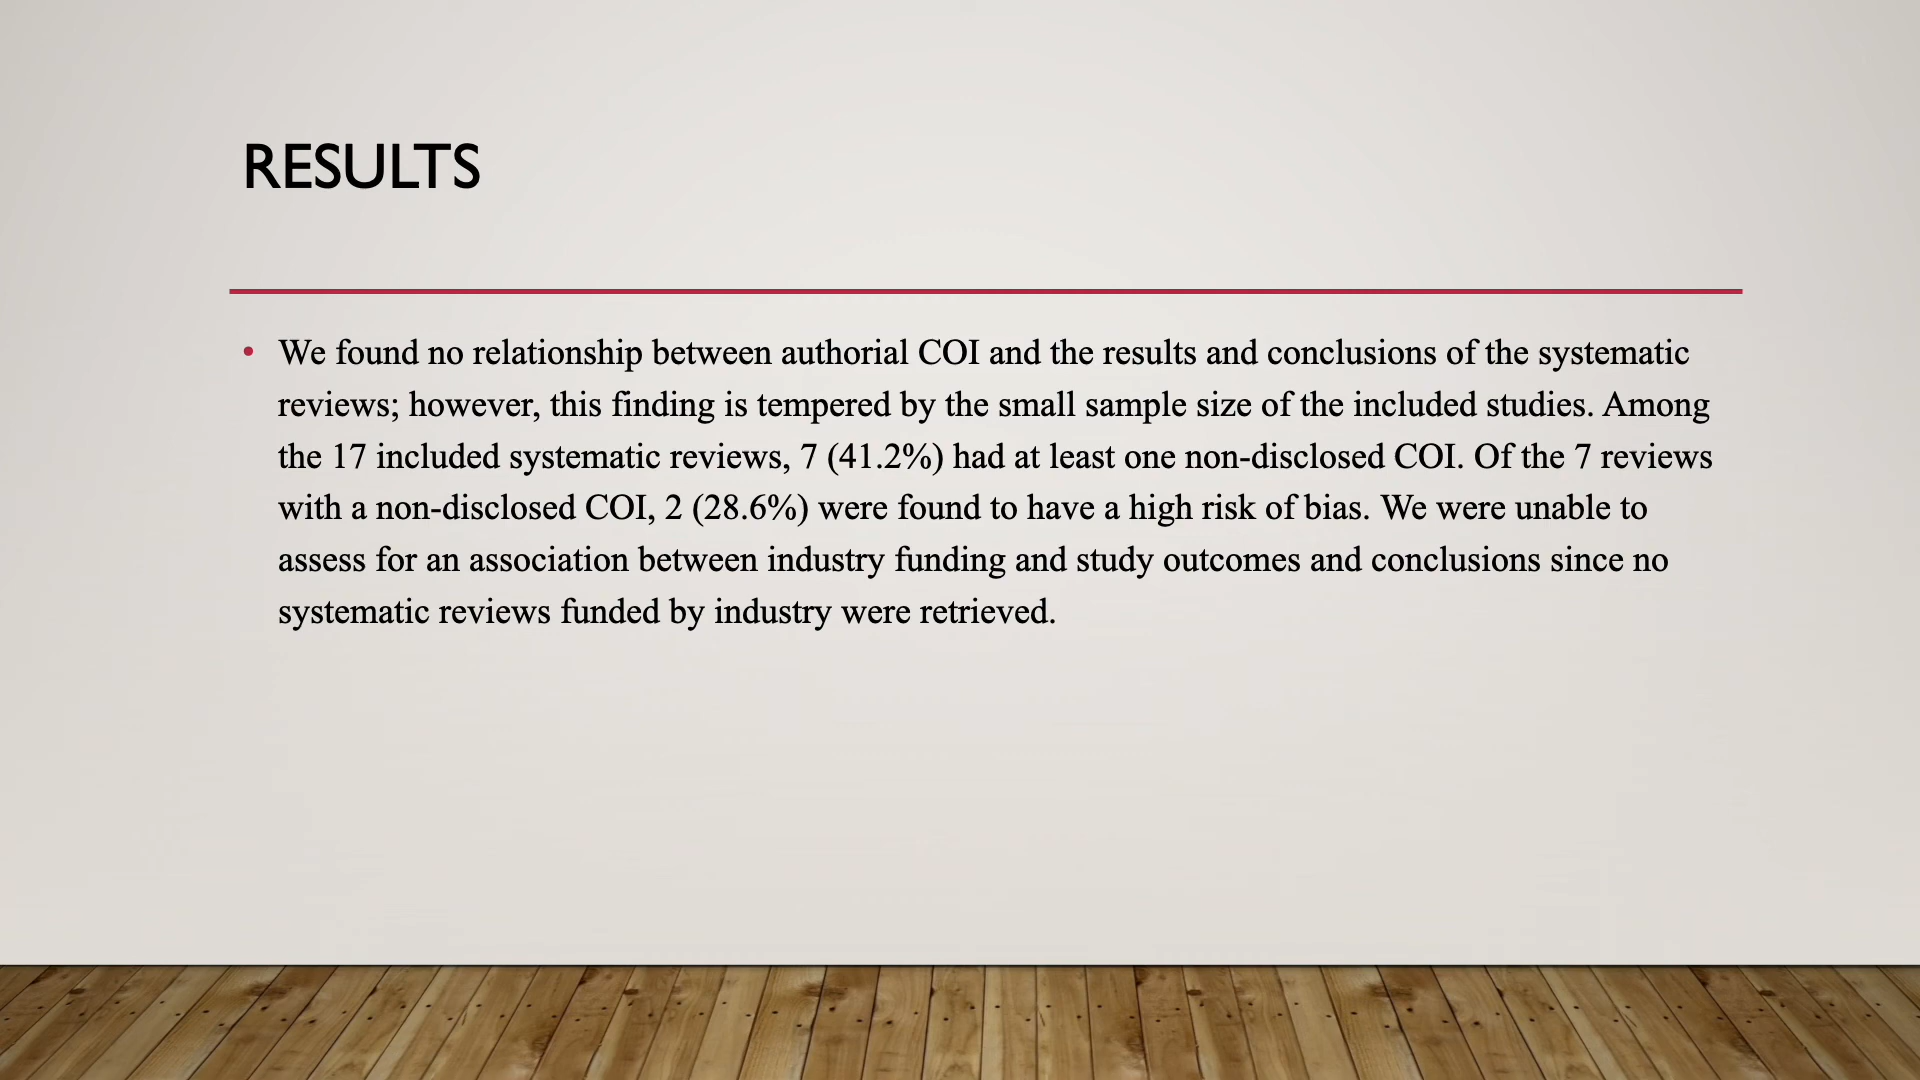 RESULTS
• We found no relationship between authorial COI and the results and conclusions of the systematic
reviews; however, this finding is tempered by the small sample size of the included studies. Among
the 17 included systematic reviews, 7 (41.2%) had at least one non-disclosed COI. Of the 7 reviews
with a non-disclosed COI, 2 (28.6%) were found to have a high risk of bias. We were unable to
assess for an association between industry funding and study outcomes and conclusions since no
systematic reviews funded by industry were retrieved.